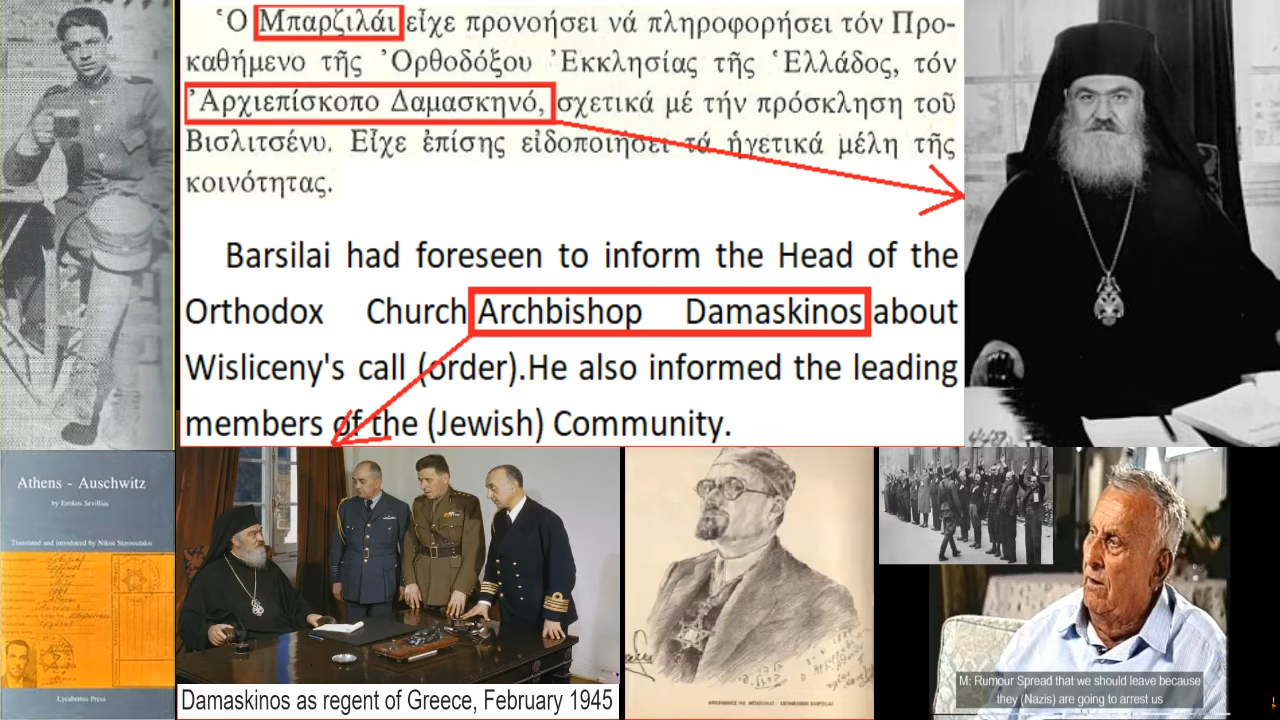 Ὁ Μπαρζιλάι εἶχε προνοήσει νά πληροφορήσει τόν Προ-
καθήμενο τῆς Ὀρθοδόξου Ἐκκλησίας τῆς Ἑλλάδος, τόν
Ἀρχιεπίσκοπο Δαμασκηνό, σχετικά μέ τήν πρόσκληση τοῦ
Βισλιτσένυ. Εἶχε ἐπίσης εἰδοποιήσει τά ἡγετικά μέλη τῆς
κοινότητας.
Barsilai had foreseen to inform the Head of the
Orthodox Church Archbishop Damaskinos about
Wisliceny's call (order).He also informed the leading
members of the (Jewish) Community.
Athens - Auschwitz
by Errikos Sevillias
Translated and introduced by Nikos Stavroulakis
Lycabettus Press
Damaskinos as regent of Greece, February 1945
M: Rumour Spread that we should leave because
they (Nazis) are going to arrest us